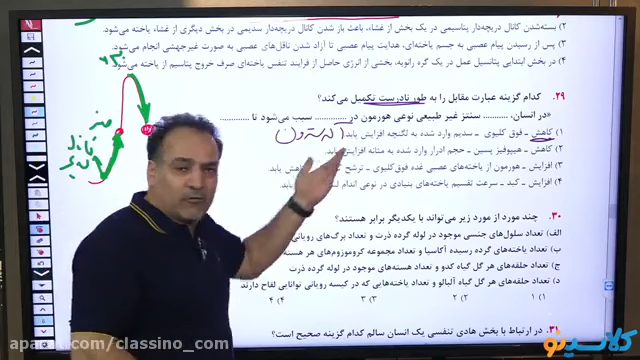 ۲) بسته‌شدن کانال دریچه‌دار پتاسیمی در یک بخش از غشاء، باعث باز شدن کانال دریچه‌دار سدیمی در بخش دیگری از غشاء یاخته می‌شود.
۳) پس از رسیدن پیام عصبی به جسم یاخته‌ای، هدایت پیام عصبی تا آزاد شدن ناقل‌های عصبی به صورت غیرجهشی انجام می‌شود.
۴) در بخش ابتدایی پتانسیل عمل در یک گره رانویه، بخشی از انرژی حاصل از فرآیند تنفس یاخته‌ای صرف خروج پتاسیم از یاخته می‌شود.
۲۹. کدام گزینه عبارت مقابل را به طور نادرست تکمیل می‌کند؟
«در انسان، ............ سنتز غیر طبیعی نوعی هورمون در ............ سبب می‌شود تا ............
۱) کاهش - فوق کلیوی - سدیم وارد شده به لگنچه افزایش یابد. آلدسترون
۲) کاهش - هیپوفیز پسین - حجم ادرار وارد شده به مثانه افزایش یابد.
۳) افزایش - هورمون از یاخته‌های عصبی غده فوق کلیوی - ترشح کاهش یابد.
۴) افزایش - کبد - سرعت تقسیم یاخته‌های بنیادی در نوعی اندام یابد.
۳۰. چند مورد از مورد زیر می‌تواند با یکدیگر برابر هستند؟
الف) تعداد سلول‌های جنسی موجود در لوله گرده ذرت و تعداد برگ‌های رویانی
ب) تعداد یاخته‌های گرده رسیده آکاسیا و تعداد مجموعه کروموزوم‌های هر هسته
ج) تعداد حلقه‌های هر گل گیاه کدو و تعداد هسته‌های موجود در لوله گرده ذرت
د) تعداد حلقه‌های هر گل گیاه آلبالو و تعداد یاخته‌هایی که در کیسه رویانی توانایی لقاح دارند
۱) ۱ ۲) ۲ ۳) ۳ ۴) ۴
۳۱. در ارتباط با بخش هادی تنفسی یک انسان سالم کدام گزینه صحیح است؟
aparat.com/classino_com
کلاسینو